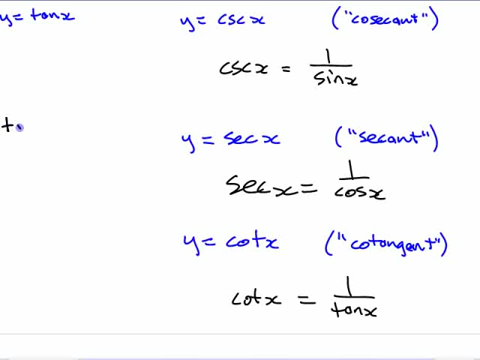 y = tanx
y = cscx ("cosecant")
cscx = 1/sinx
t
y = secx ("secant")
secx = 1/cosx
y = cotx ("cotangent")
cotx = 1/tanx